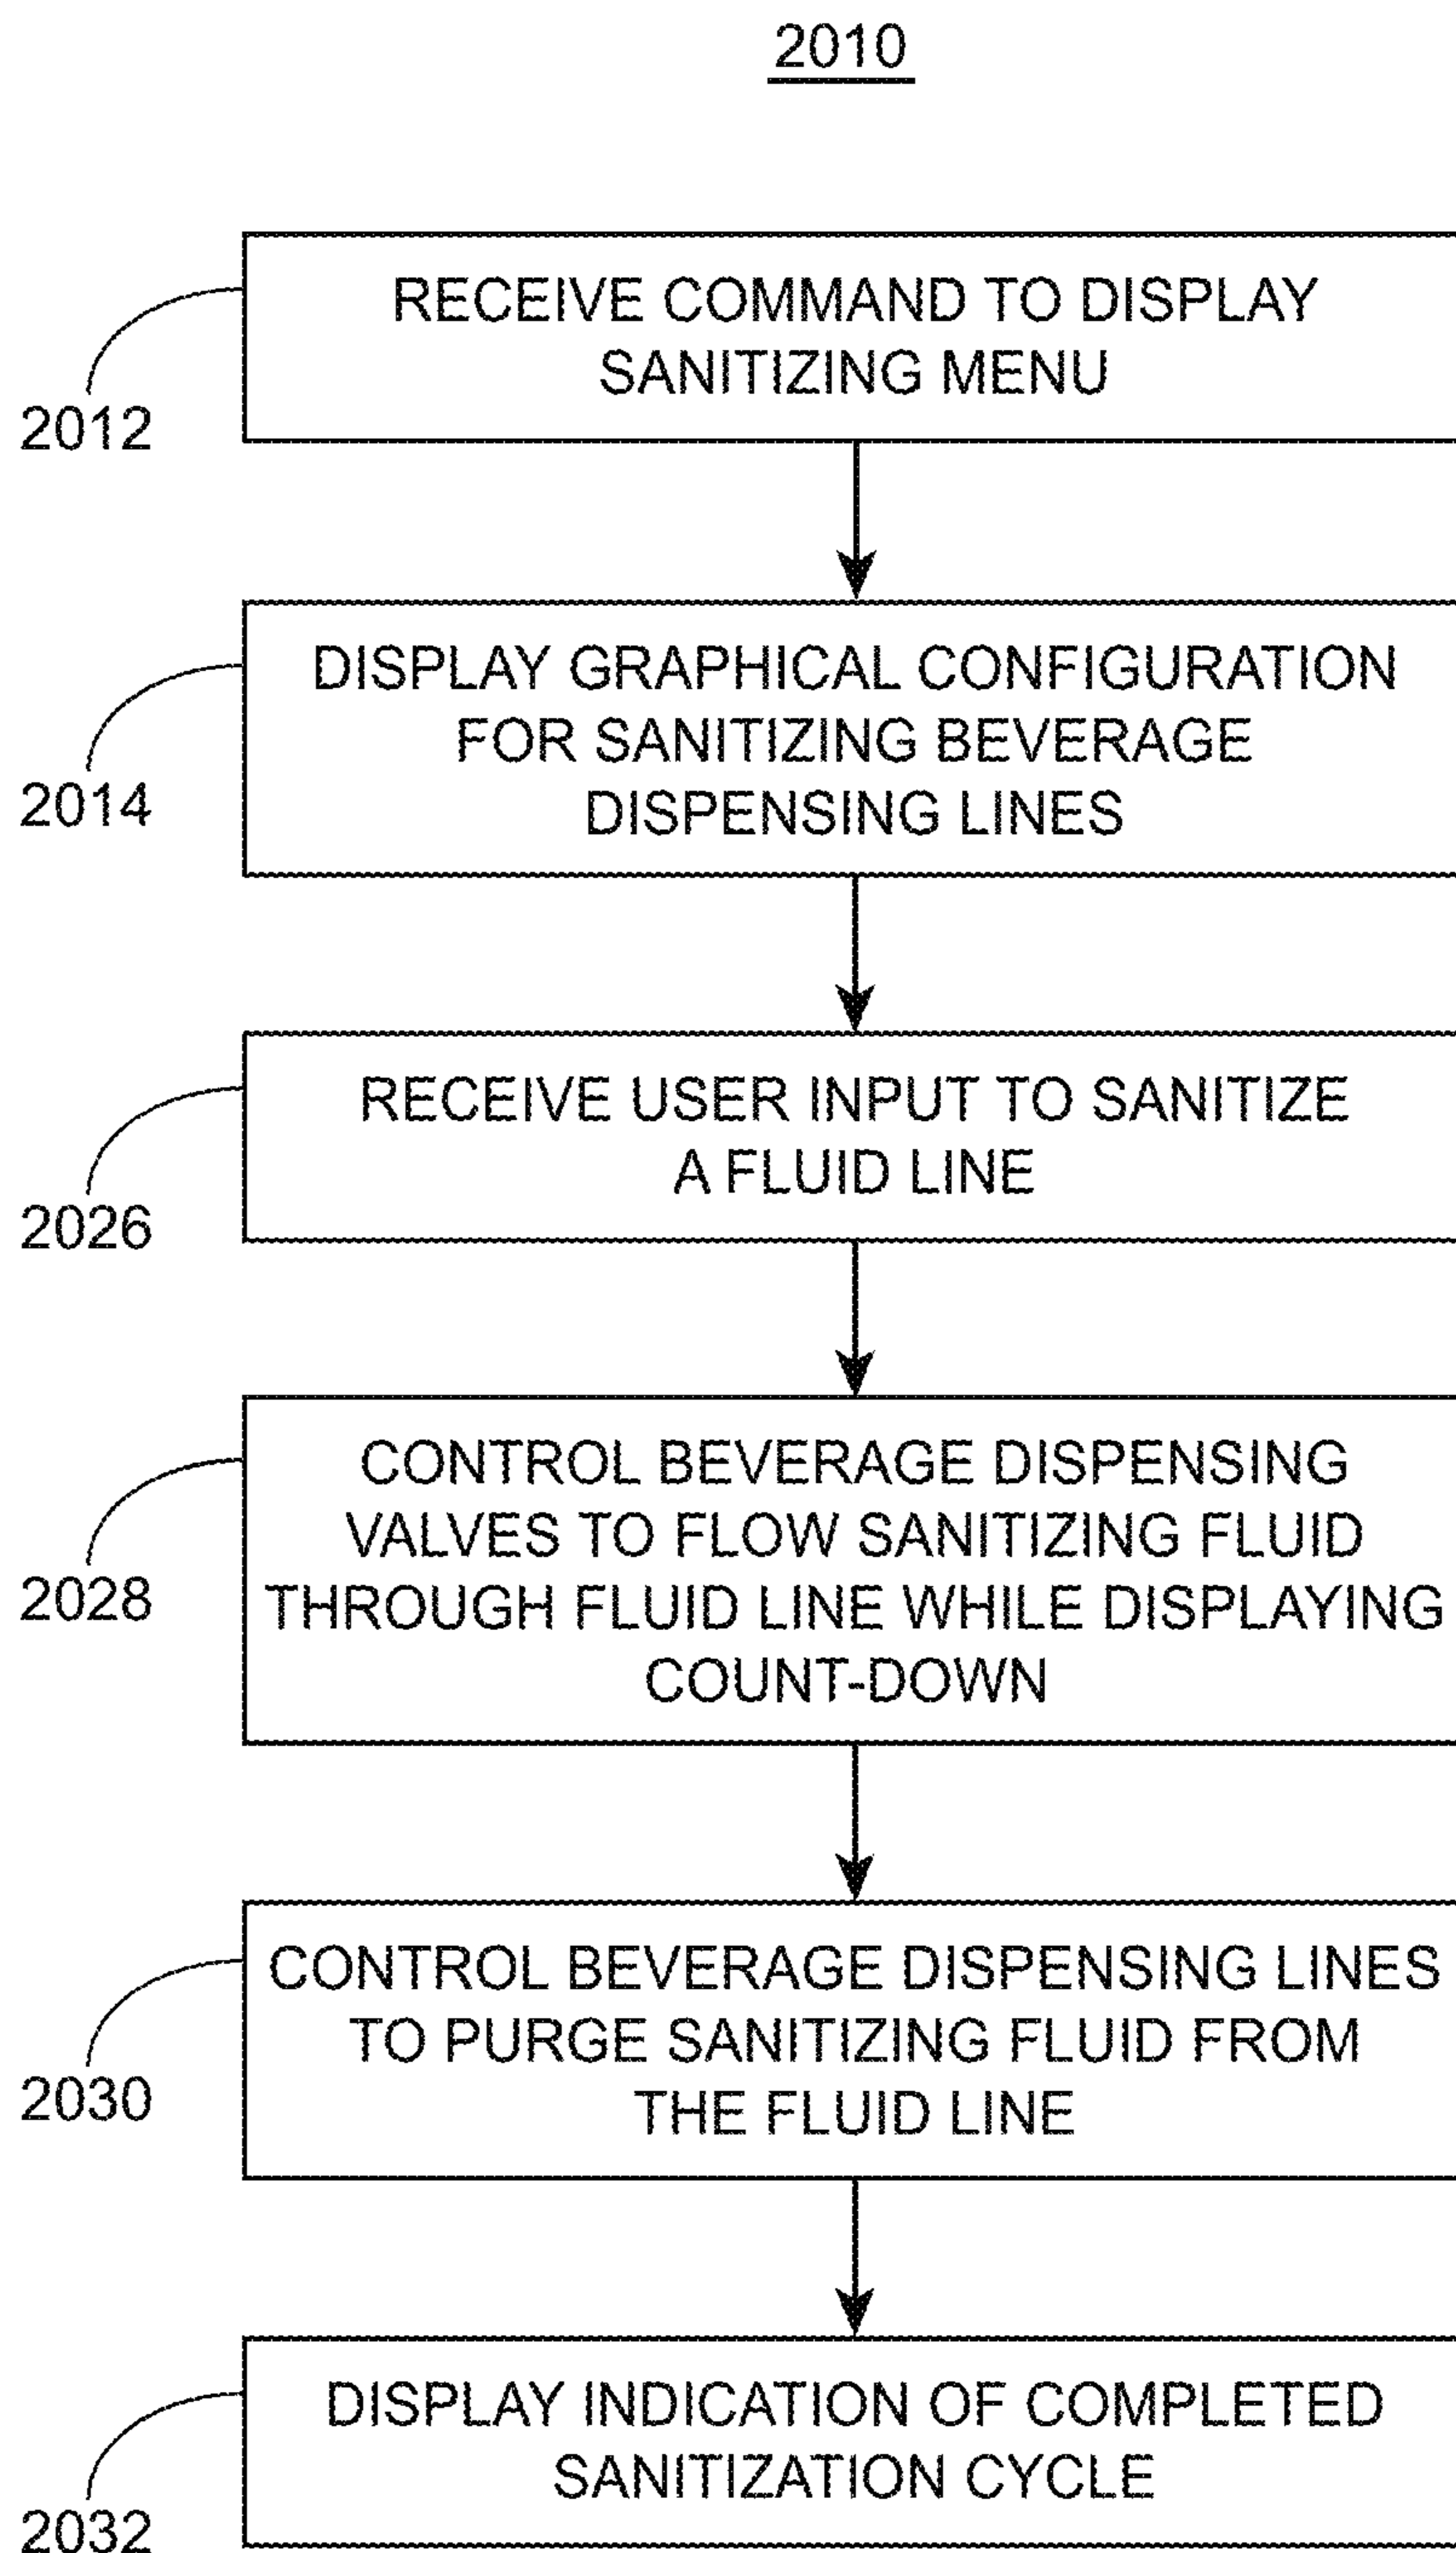 2010
RECEIVE COMMAND TO DISPLAY
SANITIZING MENU
2012
DISPLAY GRAPHICAL CONFIGURATION
FOR SANITIZING BEVERAGE
DISPENSING LINES
2014
RECEIVE USER INPUT TO SANITIZE
A FLUID LINE
2026
CONTROL BEVERAGE DISPENSING
VALVES TO FLOW SANITIZING FLUID
THROUGH FLUID LINE WHILE DISPLAYING
COUNT-DOWN
2028
CONTROL BEVERAGE DISPENSING LINES
TO PURGE SANITIZING FLUID FROM
THE FLUID LINE
2030
DISPLAY INDICATION OF COMPLETED
SANITIZATION CYCLE
2032